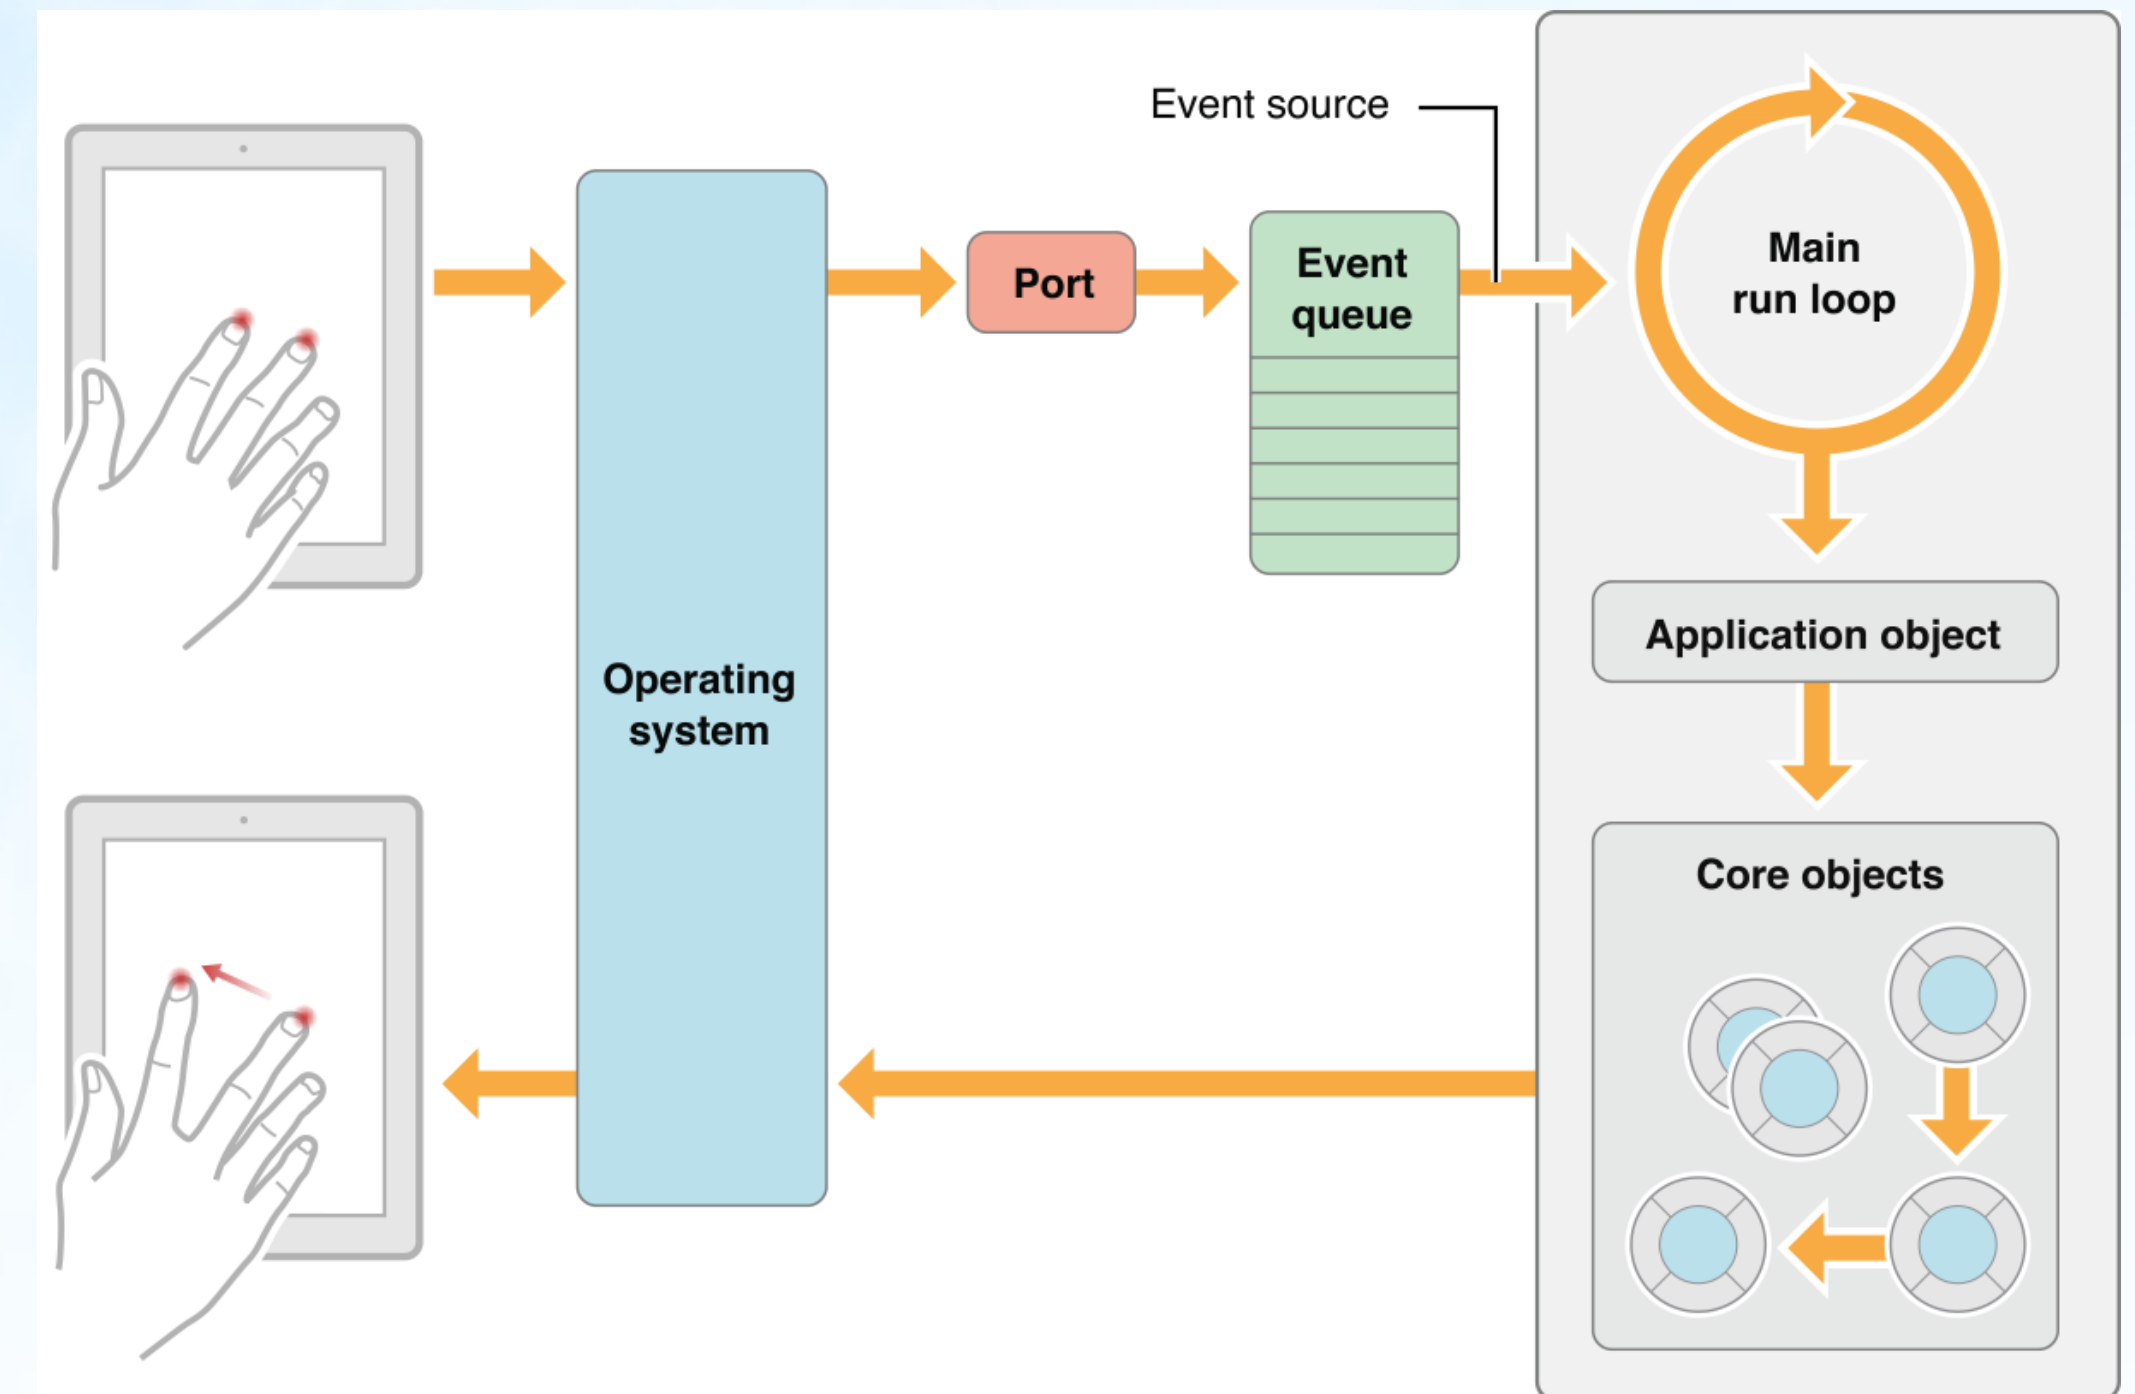 Event source
Main
run loop
Event
queue
Port
Application object
Operating
system
Core objects